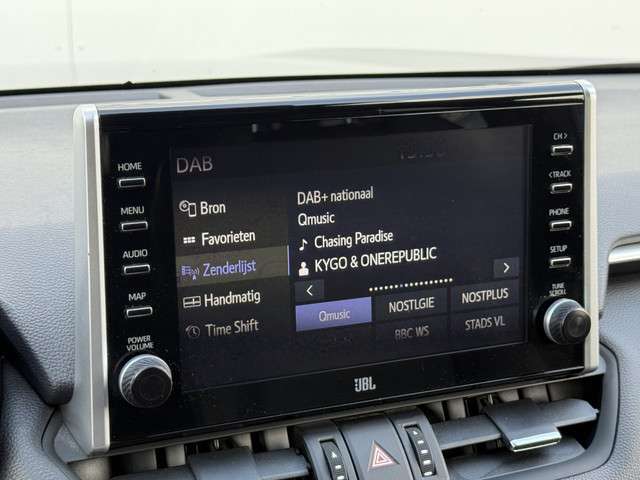 DAB
HOME
MENU
AUDIO
MAP
POWER
VOLUME
Bron
Favorieten
Zenderlijst
Handmatig
Time Shift
DAB+ nationaal
Qmusic
Chasing Paradise
KYGO & ONEREPUBLIC
<
>
Qmusic
NOSTLGIE
NOSTPLUS
BBC WS
STADS VL
CH >
< TRACK
PHONE
SETUP
TUNE
SCROLL
JBL